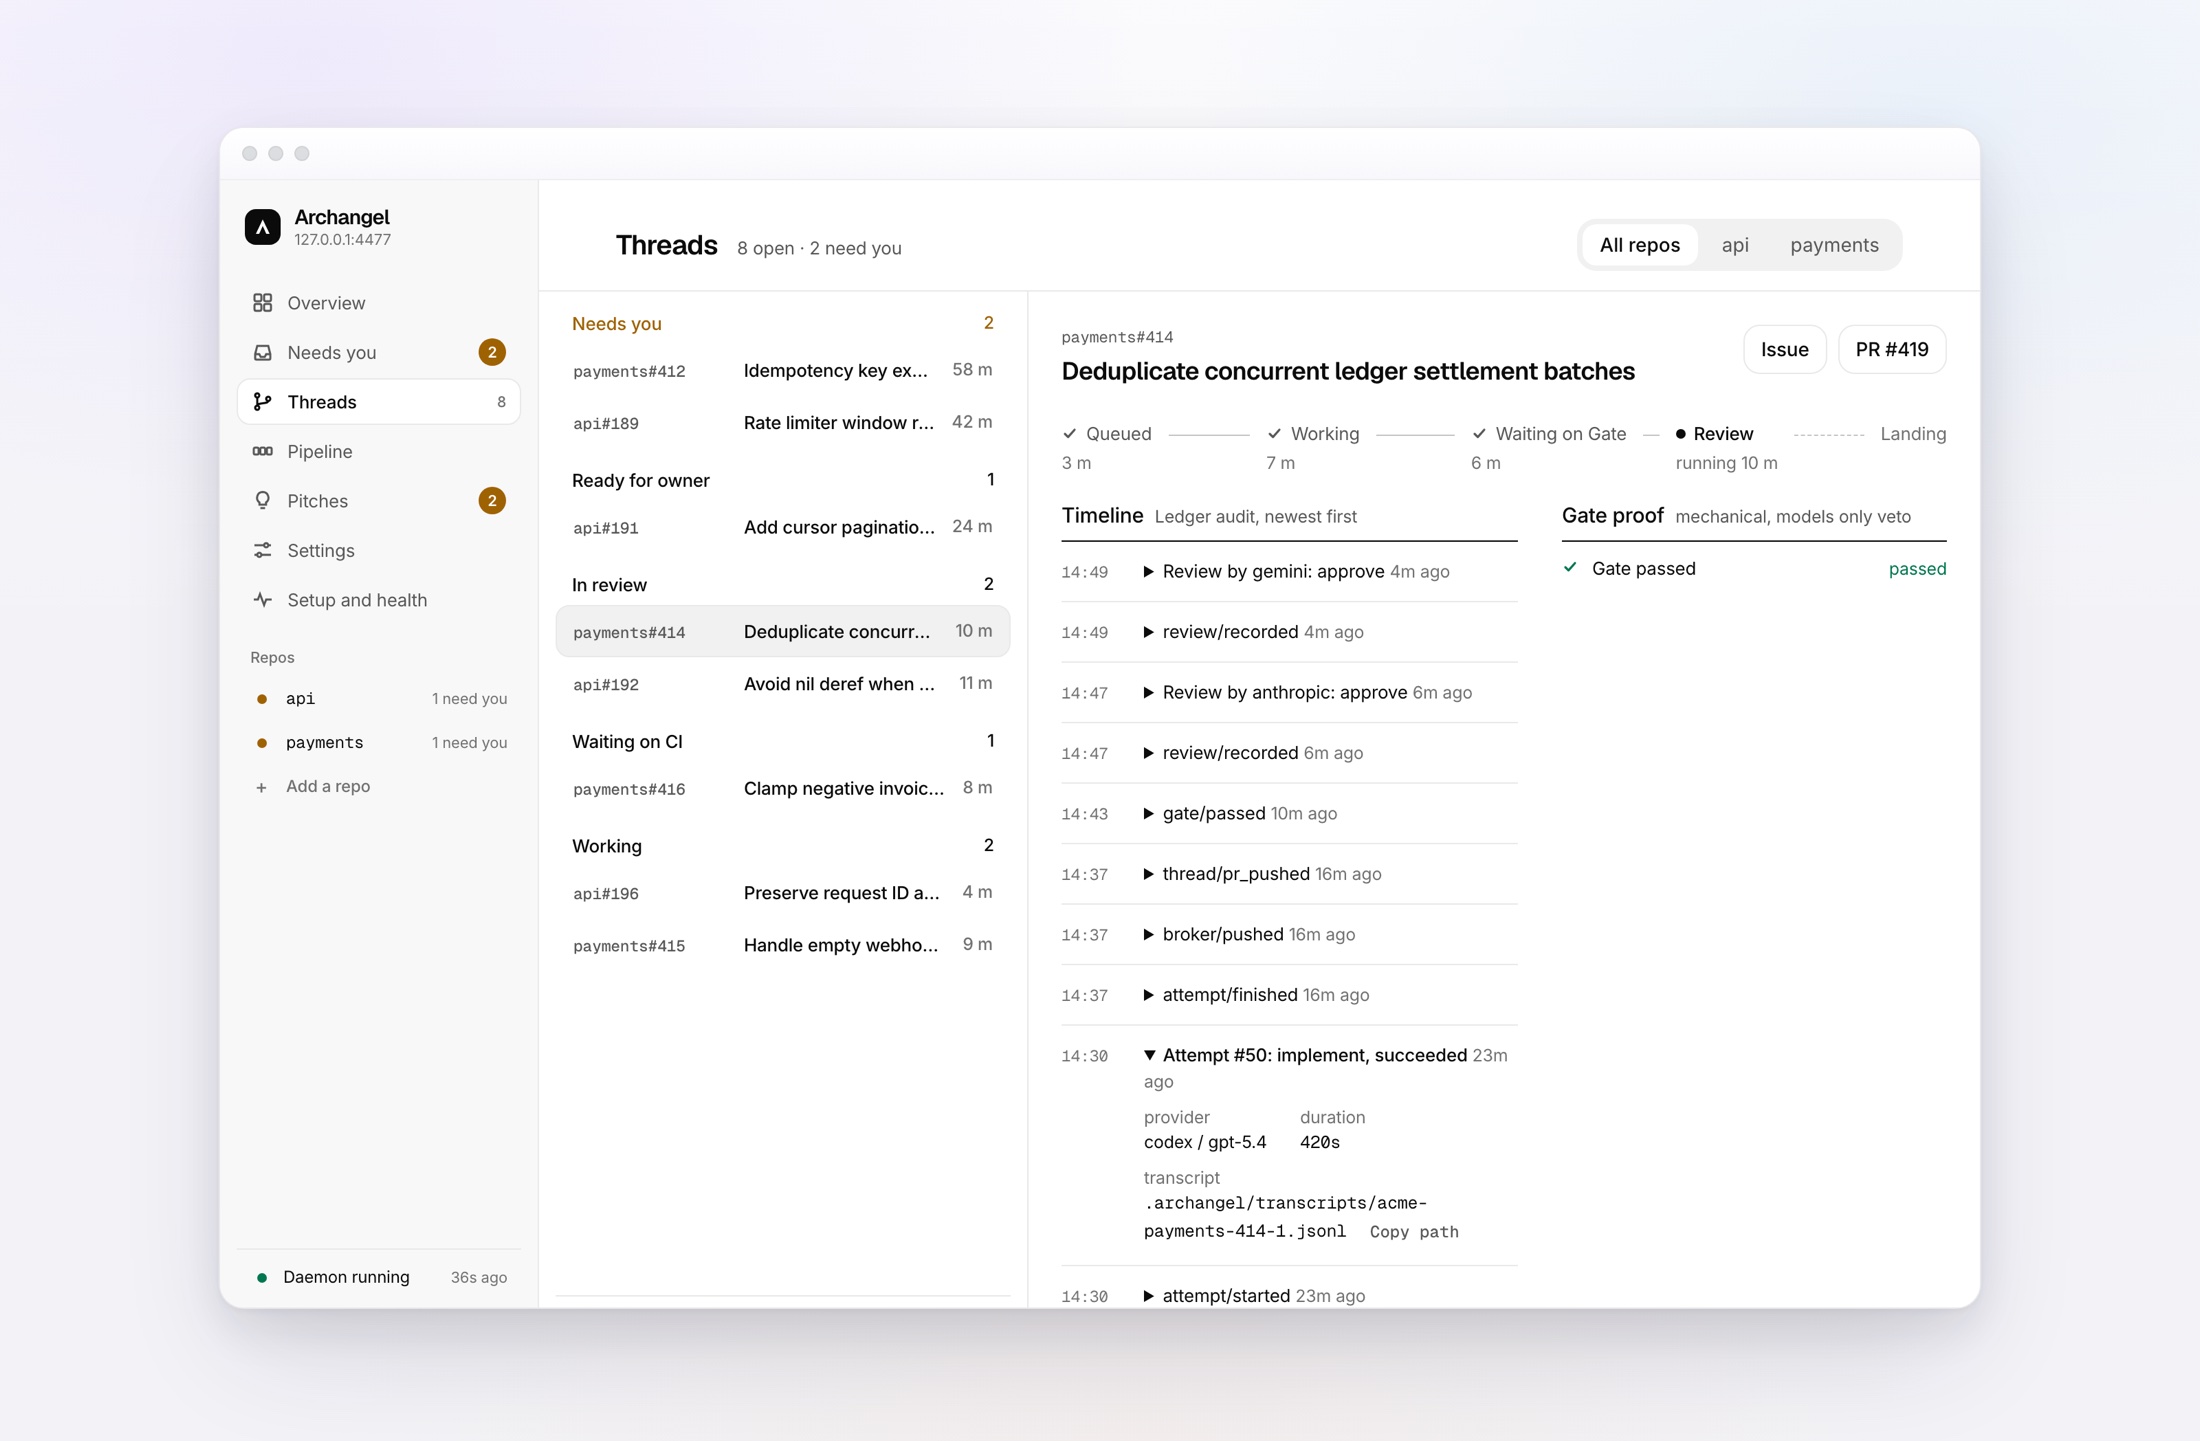 Archangel
127.0.0.1:4477
Overview
Needs you 2
Threads 8
Pipeline
Pitches 2
Settings
Setup and health
Repos
api 1 need you
payments 1 need you
+ Add a repo
Daemon running 36s ago
Threads 8 open · 2 need you
All repos api payments
Needs you 2
payments#412 Idempotency key ex... 58 m
api#189 Rate limiter window r... 42 m
Ready for owner 1
api#191 Add cursor paginatio... 24 m
In review 2
payments#414 Deduplicate concurr... 10 m
api#192 Avoid nil deref when ... 11 m
Waiting on CI 1
payments#416 Clamp negative invoic... 8 m
Working 2
api#196 Preserve request ID a... 4 m
payments#415 Handle empty webho... 9 m
payments#414
Deduplicate concurrent ledger settlement batches
Issue PR #419
Queued Working Waiting on Gate Review Landing
3 m 7 m 6 m running 10 m
Timeline Ledger audit, newest first
14:49 Review by gemini: approve 4m ago
14:49 review/recorded 4m ago
14:47 Review by anthropic: approve 6m ago
14:47 review/recorded 6m ago
14:43 gate/passed 10m ago
14:37 thread/pr_pushed 16m ago
14:37 broker/pushed 16m ago
14:37 attempt/finished 16m ago
14:30 Attempt #50: implement, succeeded 23m
ago
provider duration
codex / gpt-5.4 420s
transcript
.archangel/transcripts/acme-
payments-414-1.jsonl Copy path
14:30 attempt/started 23m ago
Gate proof mechanical, models only veto
Gate passed passed